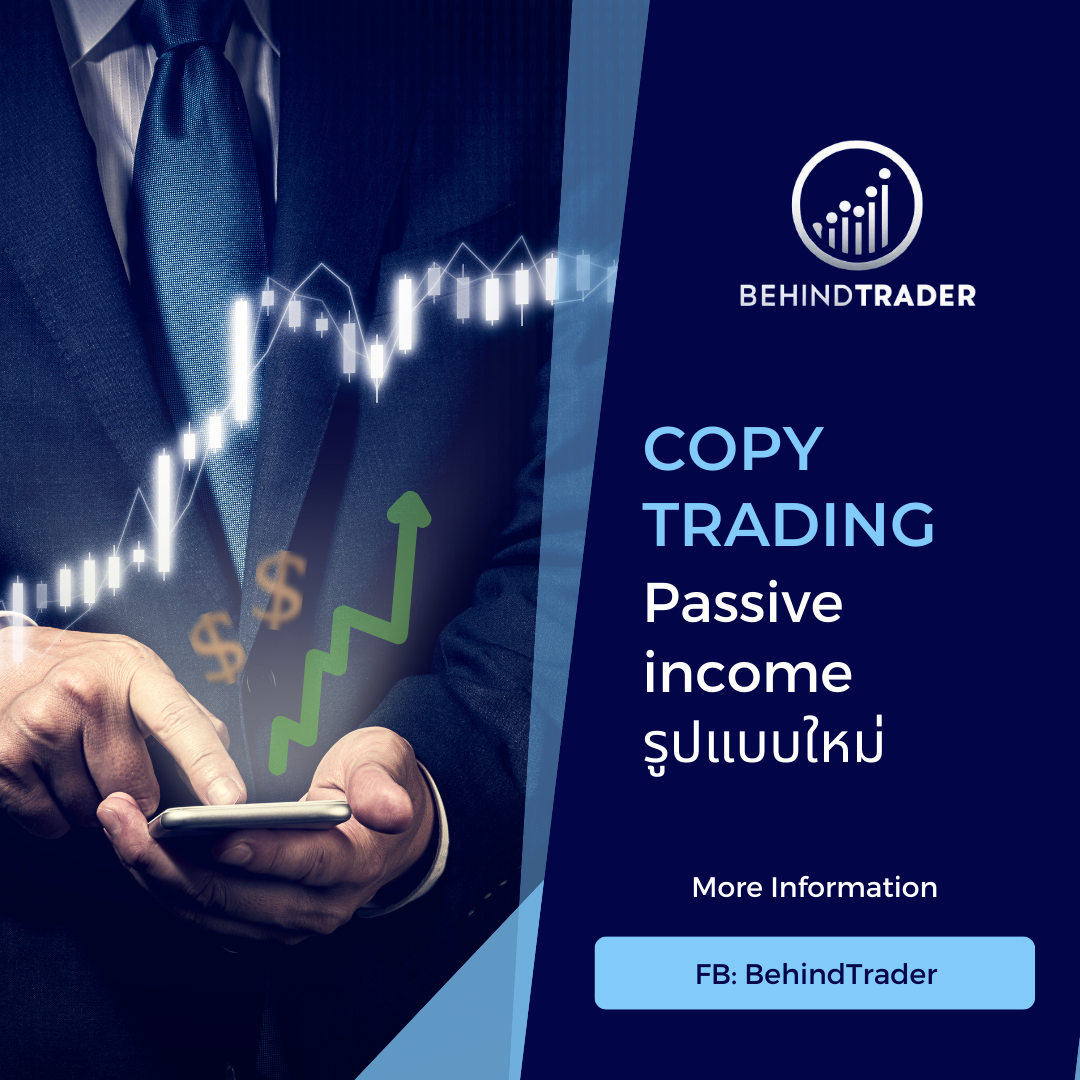 BEHINDTRADER
COPY
TRADING
Passive
income
รูปแบบใหม่
More Information
FB: BehindTrader
$
$